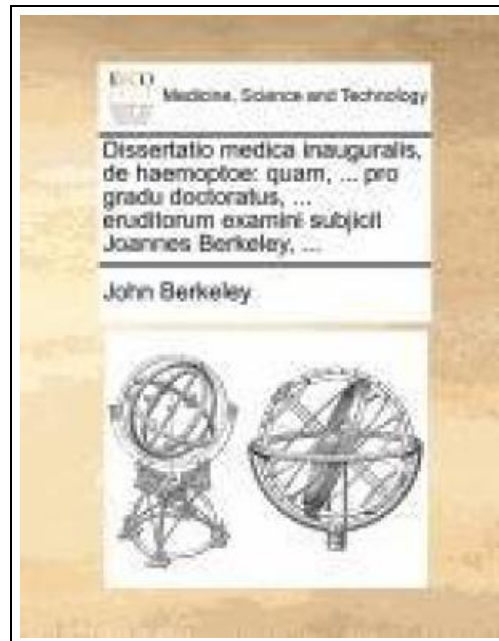 ECCO
Medicine, Science and Technology
Dissertatio medica inauguralis,
de haemoptoe: quam, ... pro
gradu doctoratus, ...
eruditorum examini subjicit
Joannes Berkeley, ...
John Berkeley